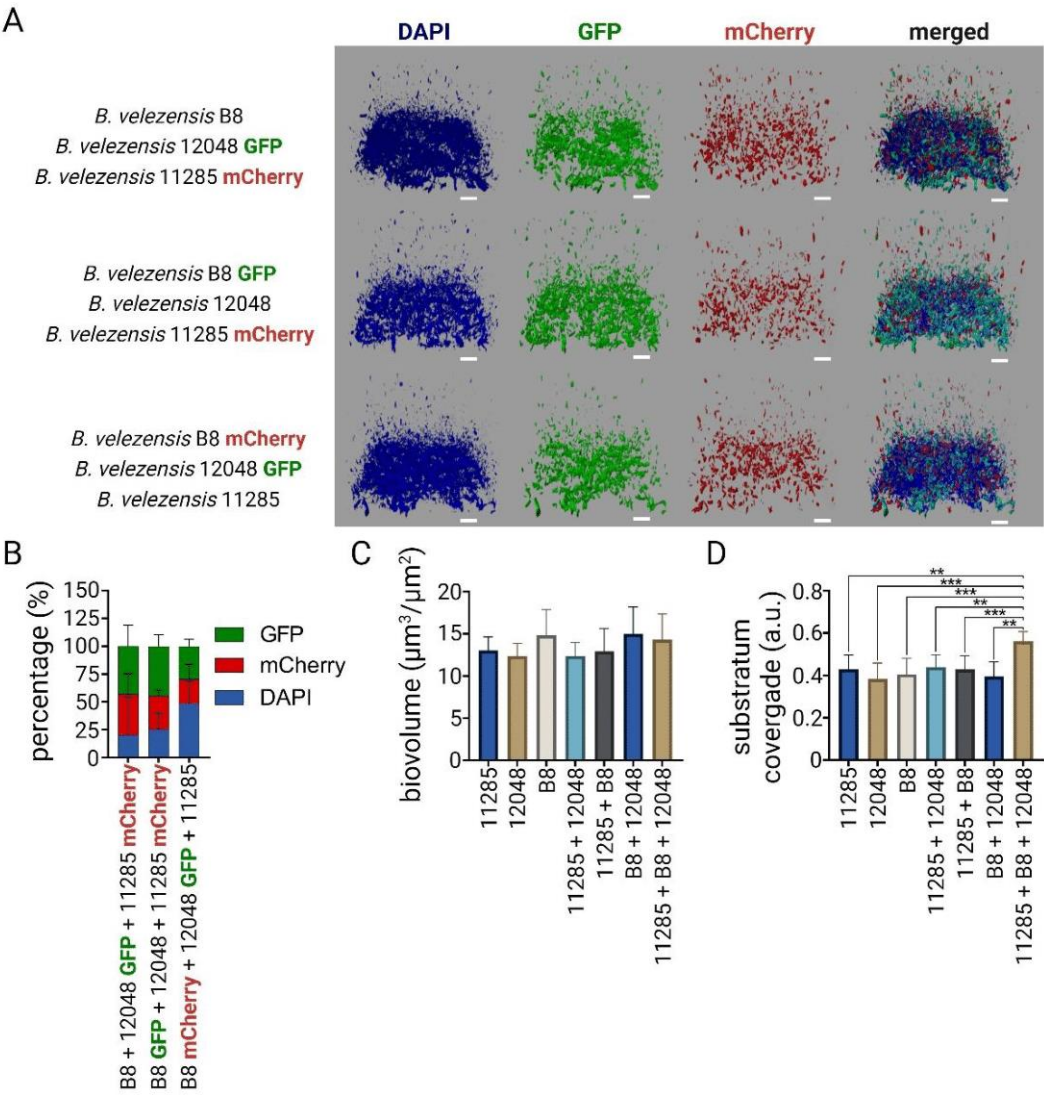 A
DAPI GFP mCherry merged
B. velezensis B8
B. velezensis 12048 GFP
B. velezensis 11285 mCherry
B. velezensis B8 GFP
B. velezensis 12048
B. velezensis 11285 mCherry
B. velezensis B8 mCherry
B. velezensis 12048 GFP
B. velezensis 11285
B
percentage (%)
150
125
100
75
50
25
0
GFP
mCherry
DAPI
B8 + 12048 GFP + 11285 mCherry
B8 GFP + 12048 + 11285 mCherry
B8 mCherry + 12048 GFP + 11285
C
biovolume (µm³/µm²)
20
15
10
5
0
11285
12048
B8
11285 + 12048
11285 + B8
B8 + 12048
11285 + B8 + 12048
D
substratum
covergade (a.u.)
0.8
0.6
0.4
0.2
0
**
***
***
**
***
**
11285
12048
B8
11285 + 12048
11285 + B8
B8 + 12048
11285 + B8 + 12048